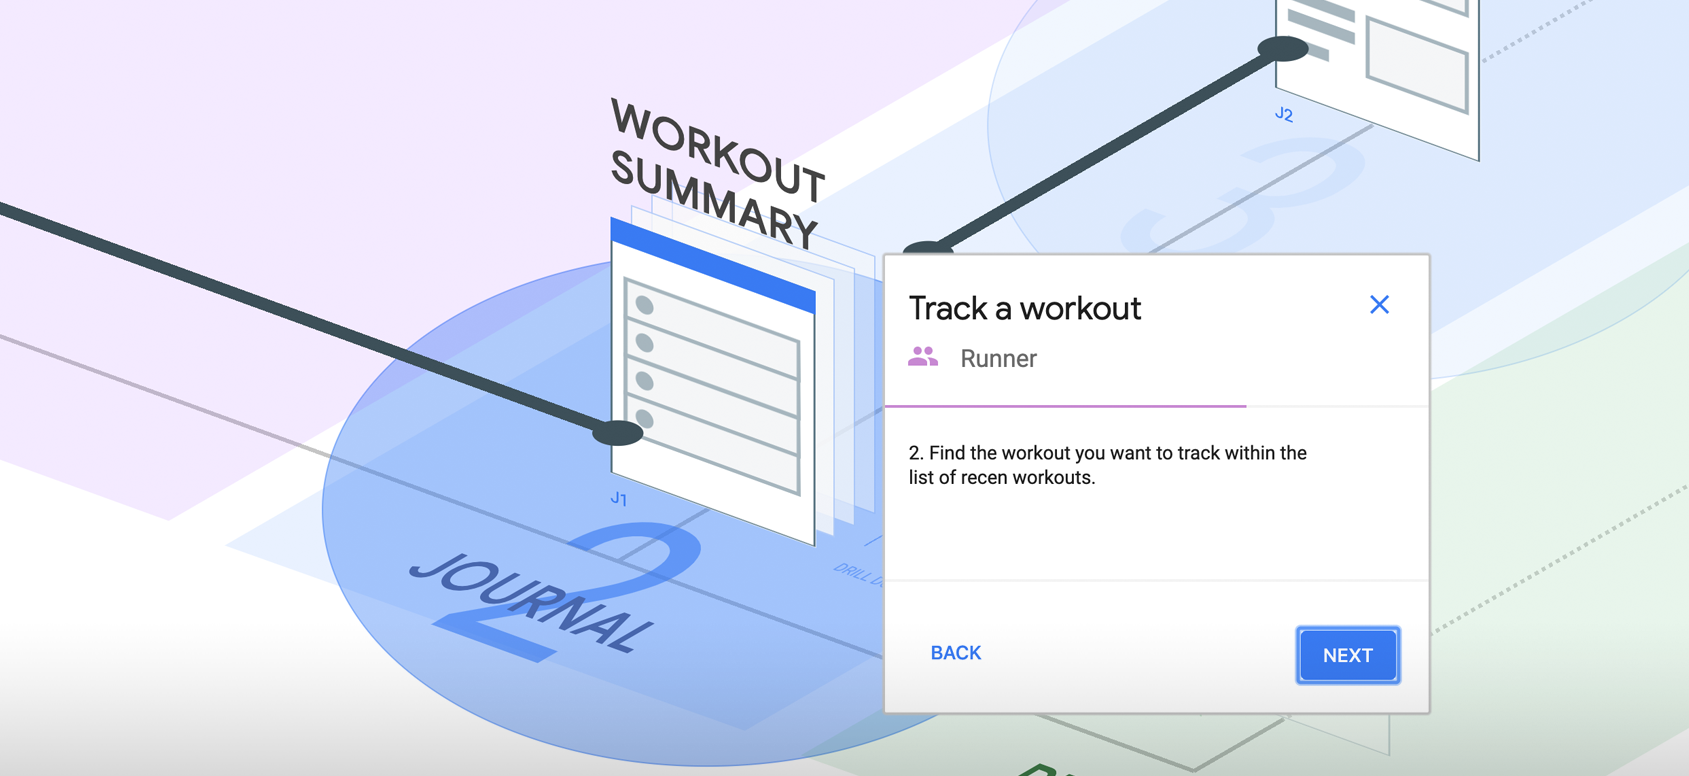 WORKOUT
SUMMARY
J2
3
Track a workout
Runner
2. Find the workout you want to track within the
list of recen workouts.
J1
2
JOURNAL
DRILL
BACK
NEXT